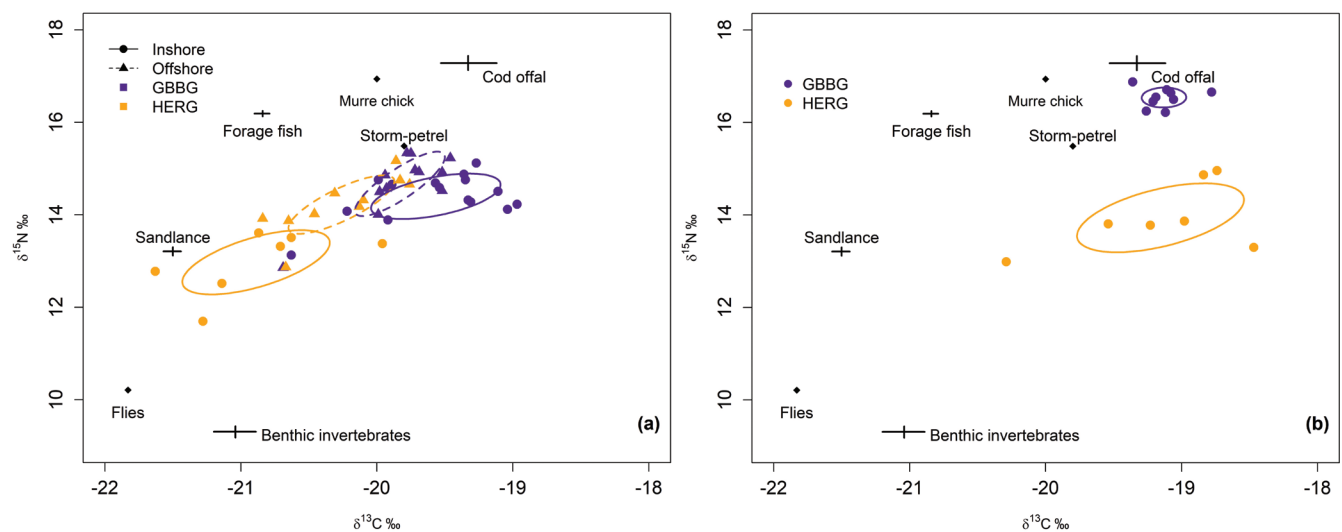 18
16
14
12
10
δ15N ‰
Inshore
Offshore
GBBG
HERG
Cod offal
Murre chick
Forage fish
Storm-petrel
Sandlance
Flies
Benthic invertebrates
(a)
-22
-21
-20
-19
-18
δ13C ‰
18
16
14
12
10
δ15N ‰
GBBG
HERG
Cod offal
Murre chick
Forage fish
Storm-petrel
Sandlance
Flies
Benthic invertebrates
(b)
-22
-21
-20
-19
-18
δ13C ‰